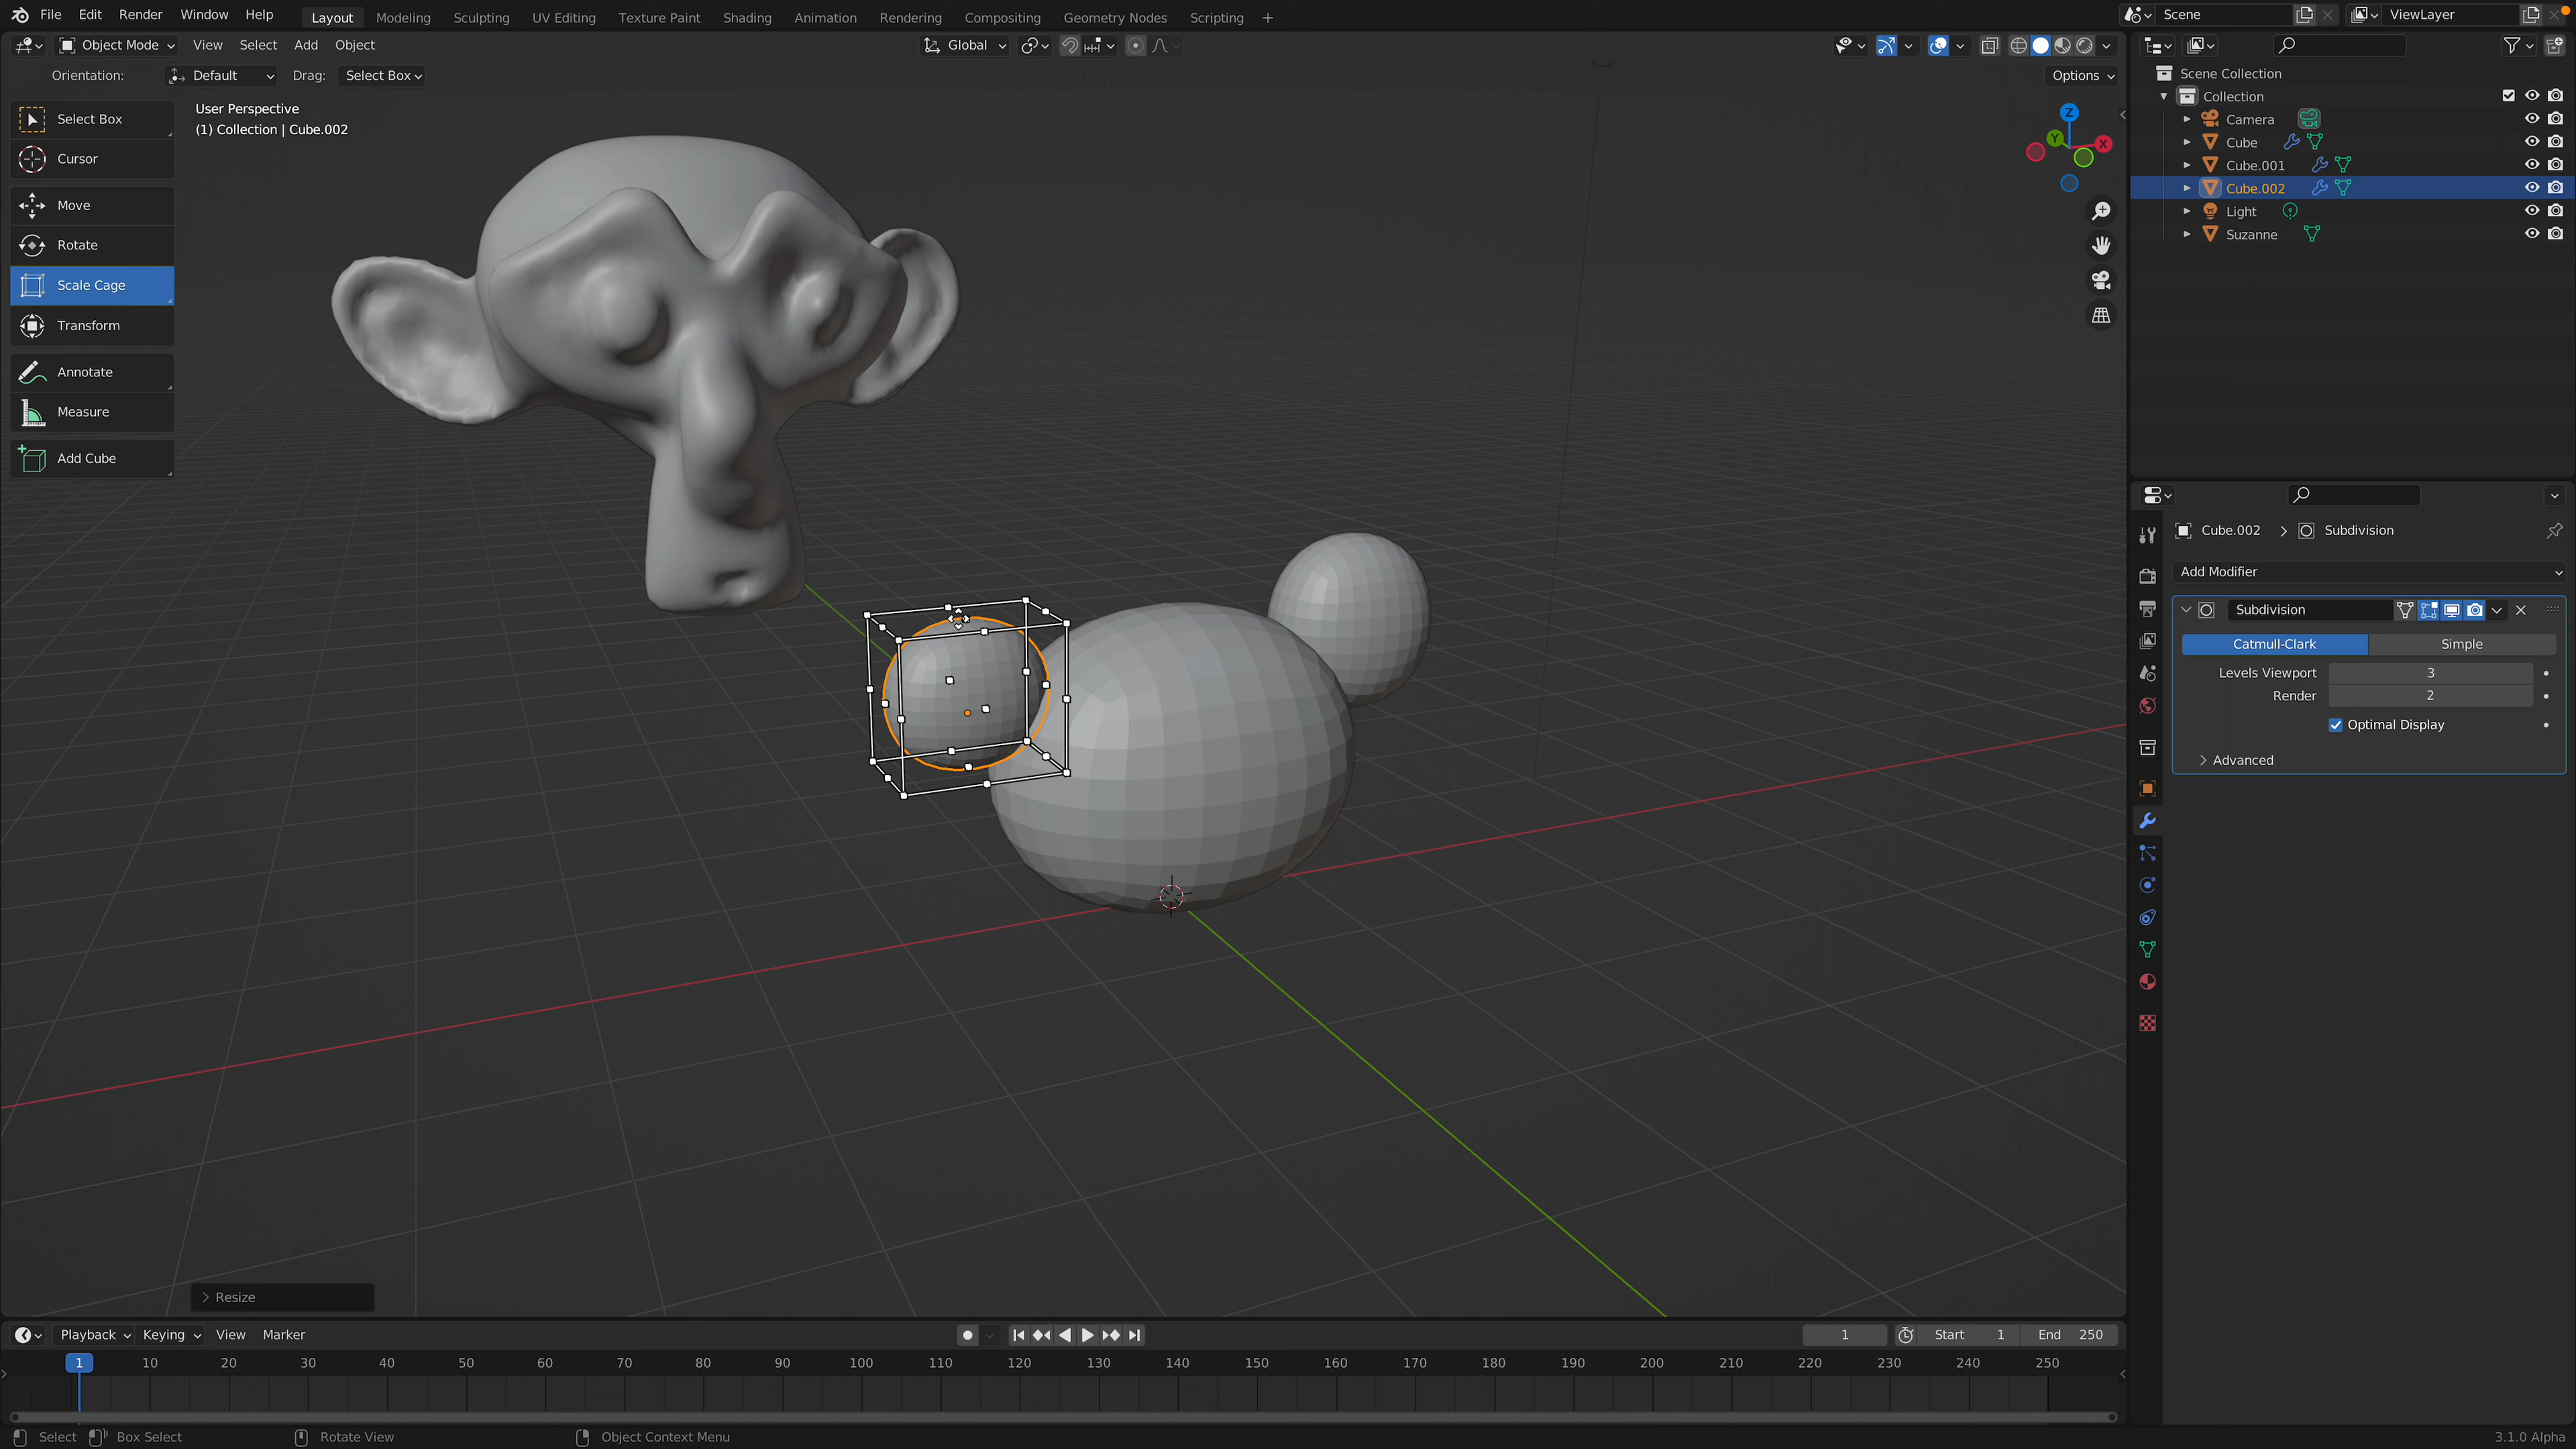 File Edit Render Window Help Layout Modeling Sculpting UV Editing Texture Paint Shading Animation Rendering Compositing Geometry Nodes Scripting + Scene ViewLayer
Object Mode View Select Add Object Global
Orientation: Default Drag: Select Box Options
User Perspective
(1) Collection | Cube.002
Select Box
Cursor
Move
Rotate
Scale Cage
Transform
Annotate
Measure
Add Cube
Z
Y
X
Scene Collection
Collection
Camera
Cube
Cube.001
Cube.002
Light
Suzanne
Cube.002 > Subdivision
Add Modifier
Subdivision
Catmull-Clark Simple
Levels Viewport 3
Render 2
Optimal Display
Advanced
Resize
Playback Keying View Marker 1 Start 1 End 250
1 10 20 30 40 50 60 70 80 90 100 110 120 130 140 150 160 170 180 190 200 210 220 230 240 250
Select Box Select Rotate View Object Context Menu 3.1.0 Alpha